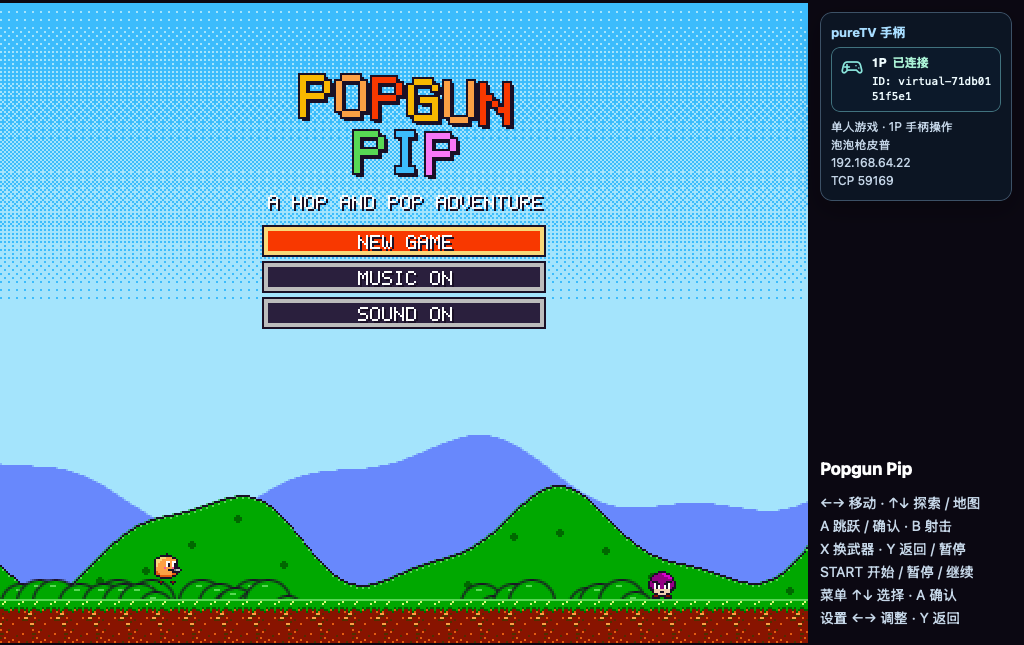 POPGUN
PIP
A HOP AND POP ADVENTURE
NEW GAME
MUSIC ON
SOUND ON
pureTV 手柄
1P 已连接
ID: virtual-71db01
51f5e1
单人游戏 · 1P 手柄操作
泡泡枪皮普
192.168.64.22
TCP 59169
Popgun Pip
←→ 移动 · ↑↓ 探索 / 地图
A 跳跃 / 确认 · B 射击
X 换武器 · Y 返回 / 暂停
START 开始 / 暂停 / 继续
菜单 ↑↓ 选择 · A 确认
设置 ←→ 调整 · Y 返回